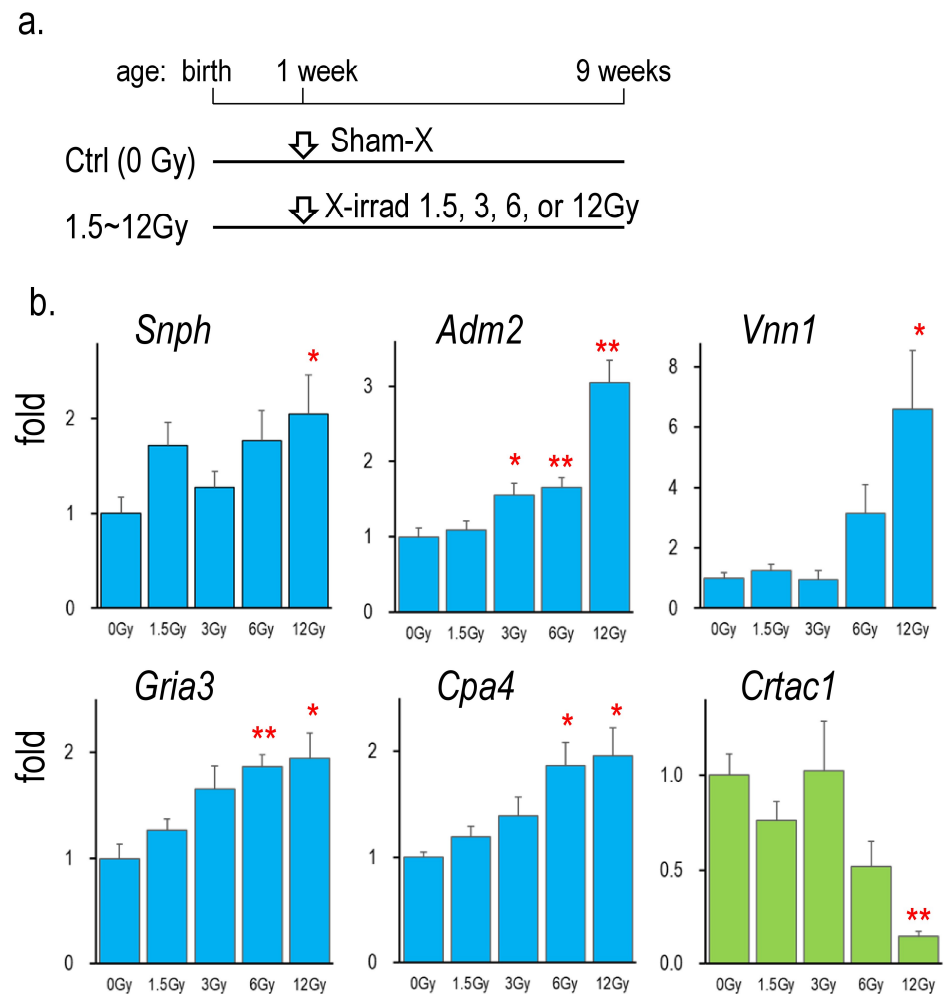 a.
age: birth 1 week 9 weeks
Sham-X
Ctrl (0 Gy)
X-irrad 1.5, 3, 6, or 12Gy
1.5~12Gy
b.
Snph Adm2 Vnn1
fold
2
1
0
*
0Gy 1.5Gy 3Gy 6Gy 12Gy
3
2
1
0
* ** **
0Gy 1.5Gy 3Gy 6Gy 12Gy
8
6
4
2
0
*
0Gy 1.5Gy 3Gy 6Gy 12Gy
Gria3 Cpa4 Crtac1
fold
2
1
0
** *
0Gy 1.5Gy 3Gy 6Gy 12Gy
2
1
0
* *
0Gy 1.5Gy 3Gy 6Gy 12Gy
1.0
0.5
0.0
**
0Gy 1.5Gy 3Gy 6Gy 12Gy